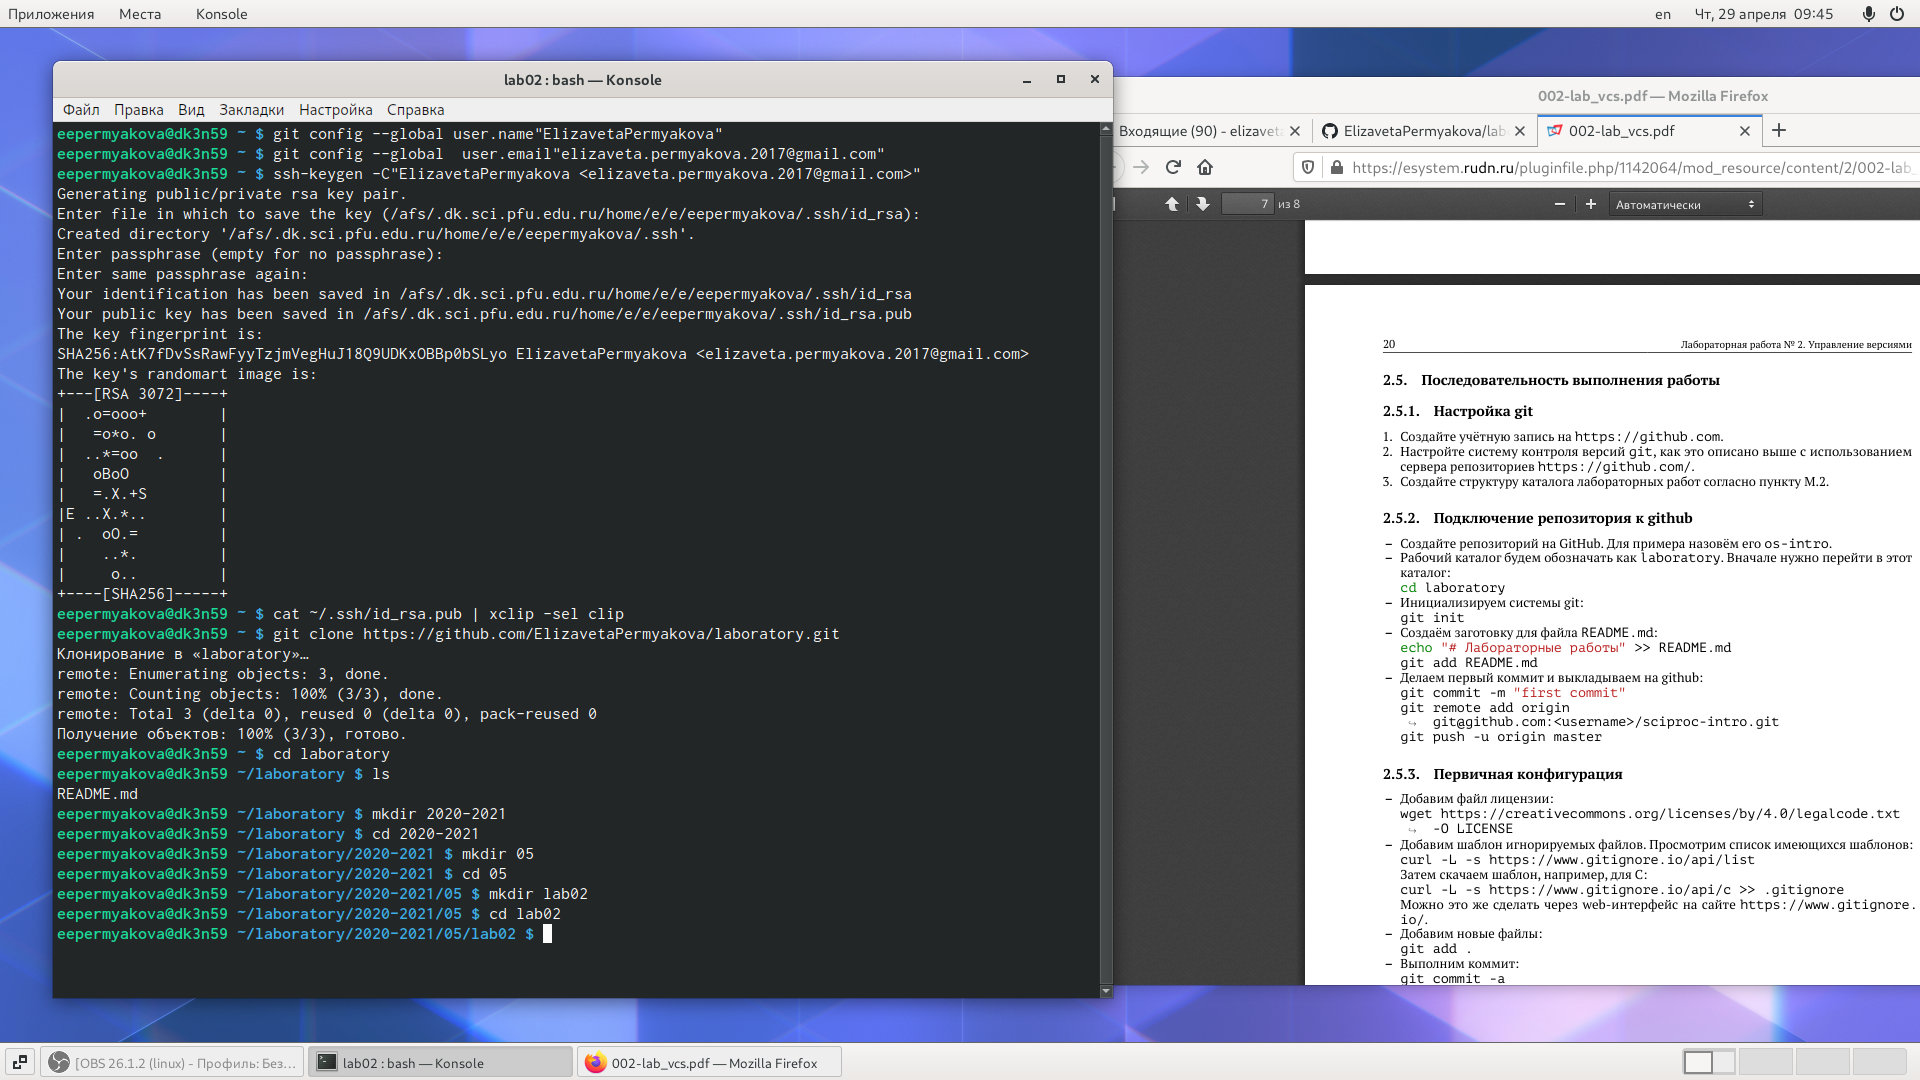 Приложения Места Konsole en Чт, 29 апреля 09:45
lab02 : bash — Konsole
Файл Правка Вид Закладки Настройка Справка
eepermyakova@dk3n59 ~ $ git config --global user.name"ElizavetaPermyakova"
eepermyakova@dk3n59 ~ $ git config --global  user.email"elizaveta.permyakova.2017@gmail.com"
eepermyakova@dk3n59 ~ $ ssh-keygen -C"ElizavetaPermyakova <elizaveta.permyakova.2017@gmail.com>"
Generating public/private rsa key pair.
Enter file in which to save the key (/afs/.dk.sci.pfu.edu.ru/home/e/e/eepermyakova/.ssh/id_rsa):
Created directory '/afs/.dk.sci.pfu.edu.ru/home/e/e/eepermyakova/.ssh'.
Enter passphrase (empty for no passphrase):
Enter same passphrase again:
Your identification has been saved in /afs/.dk.sci.pfu.edu.ru/home/e/e/eepermyakova/.ssh/id_rsa
Your public key has been saved in /afs/.dk.sci.pfu.edu.ru/home/e/e/eepermyakova/.ssh/id_rsa.pub
The key fingerprint is:
SHA256:AtK7fDvSsRawFyyTzjmVegHuJ18Q9UDKxOBBp0bSLyo ElizavetaPermyakova <elizaveta.permyakova.2017@gmail.com>
The key's randomart image is:
+---[RSA 3072]----+
|  .o=ooo+        |
|   =o*o. o       |
|  ..*=oo  .      |
|   oBoO          |
|   =.X.+S        |
|E ..X.*..        |
| .  oO.=         |
|    ..*.         |
|     o..         |
+----[SHA256]-----+
eepermyakova@dk3n59 ~ $ cat ~/.ssh/id_rsa.pub | xclip -sel clip
eepermyakova@dk3n59 ~ $ git clone https://github.com/ElizavetaPermyakova/laboratory.git
Клонирование в «laboratory»…
remote: Enumerating objects: 3, done.
remote: Counting objects: 100% (3/3), done.
remote: Total 3 (delta 0), reused 0 (delta 0), pack-reused 0
Получение объектов: 100% (3/3), готово.
eepermyakova@dk3n59 ~ $ cd laboratory
eepermyakova@dk3n59 ~/laboratory $ ls
README.md
eepermyakova@dk3n59 ~/laboratory $ mkdir 2020-2021
eepermyakova@dk3n59 ~/laboratory $ cd 2020-2021
eepermyakova@dk3n59 ~/laboratory/2020-2021 $ mkdir 05
eepermyakova@dk3n59 ~/laboratory/2020-2021 $ cd 05
eepermyakova@dk3n59 ~/laboratory/2020-2021/05 $ mkdir lab02
eepermyakova@dk3n59 ~/laboratory/2020-2021/05 $ cd lab02
eepermyakova@dk3n59 ~/laboratory/2020-2021/05/lab02 $
002-lab_vcs.pdf — Mozilla Firefox
Входящие (90) - elizavet ElizavetaPermyakova/lab 002-lab_vcs.pdf
https://esystem.rudn.ru/pluginfile.php/1142064/mod_resource/content/2/002-lab_
7 из 8 Автоматически
20 Лабораторная работа № 2. Управление версиями
2.5. Последовательность выполнения работы
2.5.1. Настройка git
1. Создайте учётную запись на https://github.com.
2. Настройте систему контроля версий git, как это описано выше с использованием
сервера репозиториев https://github.com/.
3. Создайте структуру каталога лабораторных работ согласно пункту М.2.
2.5.2. Подключение репозитория к github
– Создайте репозиторий на GitHub. Для примера назовём его os-intro.
– Рабочий каталог будем обозначать как laboratory. Вначале нужно перейти в этот
каталог:
cd laboratory
– Инициализируем системы git:
git init
– Создаём заготовку для файла README.md:
echo "# Лабораторные работы" >> README.md
git add README.md
– Делаем первый коммит и выкладываем на github:
git commit -m "first commit"
git remote add origin
↪ git@github.com:<username>/sciproc-intro.git
git push -u origin master
2.5.3. Первичная конфигурация
– Добавим файл лицензии:
wget https://creativecommons.org/licenses/by/4.0/legalcode.txt
↪ -O LICENSE
– Добавим шаблон игнорируемых файлов. Просмотрим список имеющихся шаблонов:
curl -L -s https://www.gitignore.io/api/list
Затем скачаем шаблон, например, для C:
curl -L -s https://www.gitignore.io/api/c >> .gitignore
Можно это же сделать через web-интерфейс на сайте https://www.gitignore.
io/.
– Добавим новые файлы:
git add .
– Выполним коммит:
git commit -a
[OBS 26.1.2 (linux) - Профиль: Без… lab02 : bash — Konsole 002-lab_vcs.pdf — Mozilla Firefox